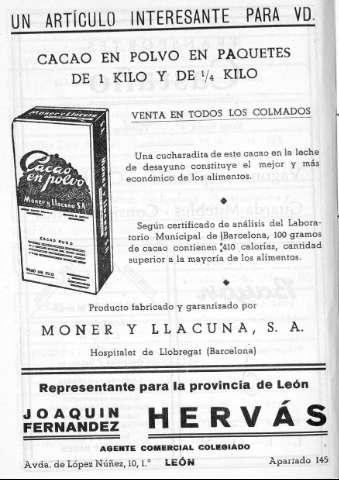 UN ARTÍCULO INTERESANTE PARA VD.
CACAO EN POLVO EN PAQUETES
DE 1 KILO Y DE ¼ KILO
VENTA EN TODOS LOS COLMADOS
Moner y Llacuna
Cacao
en polvo
Moner y Llacuna S.A.
CACAO PURO
Una cucharadita de este cacao en la leche
de desayuno constituye el mejor y más
económico de los alimentos.
Según certificado de análisis del Labora-
torio Municipal de Barcelona, 100 gramos
de cacao contienen 410 calorías, cantidad
superior a la mayoría de los alimentos.
Producto fabricado y garantizado por
MONER Y LLACUNA, S. A.
Hospitalet de Llobregat (Barcelona)
Representante para la provincia de León
JOAQUIN
FERNANDEZ
HERVÁS
AGENTE COMERCIAL COLEGIADO
Avda. de López Núñez, 10, 1.° LEÓN Apartado 145